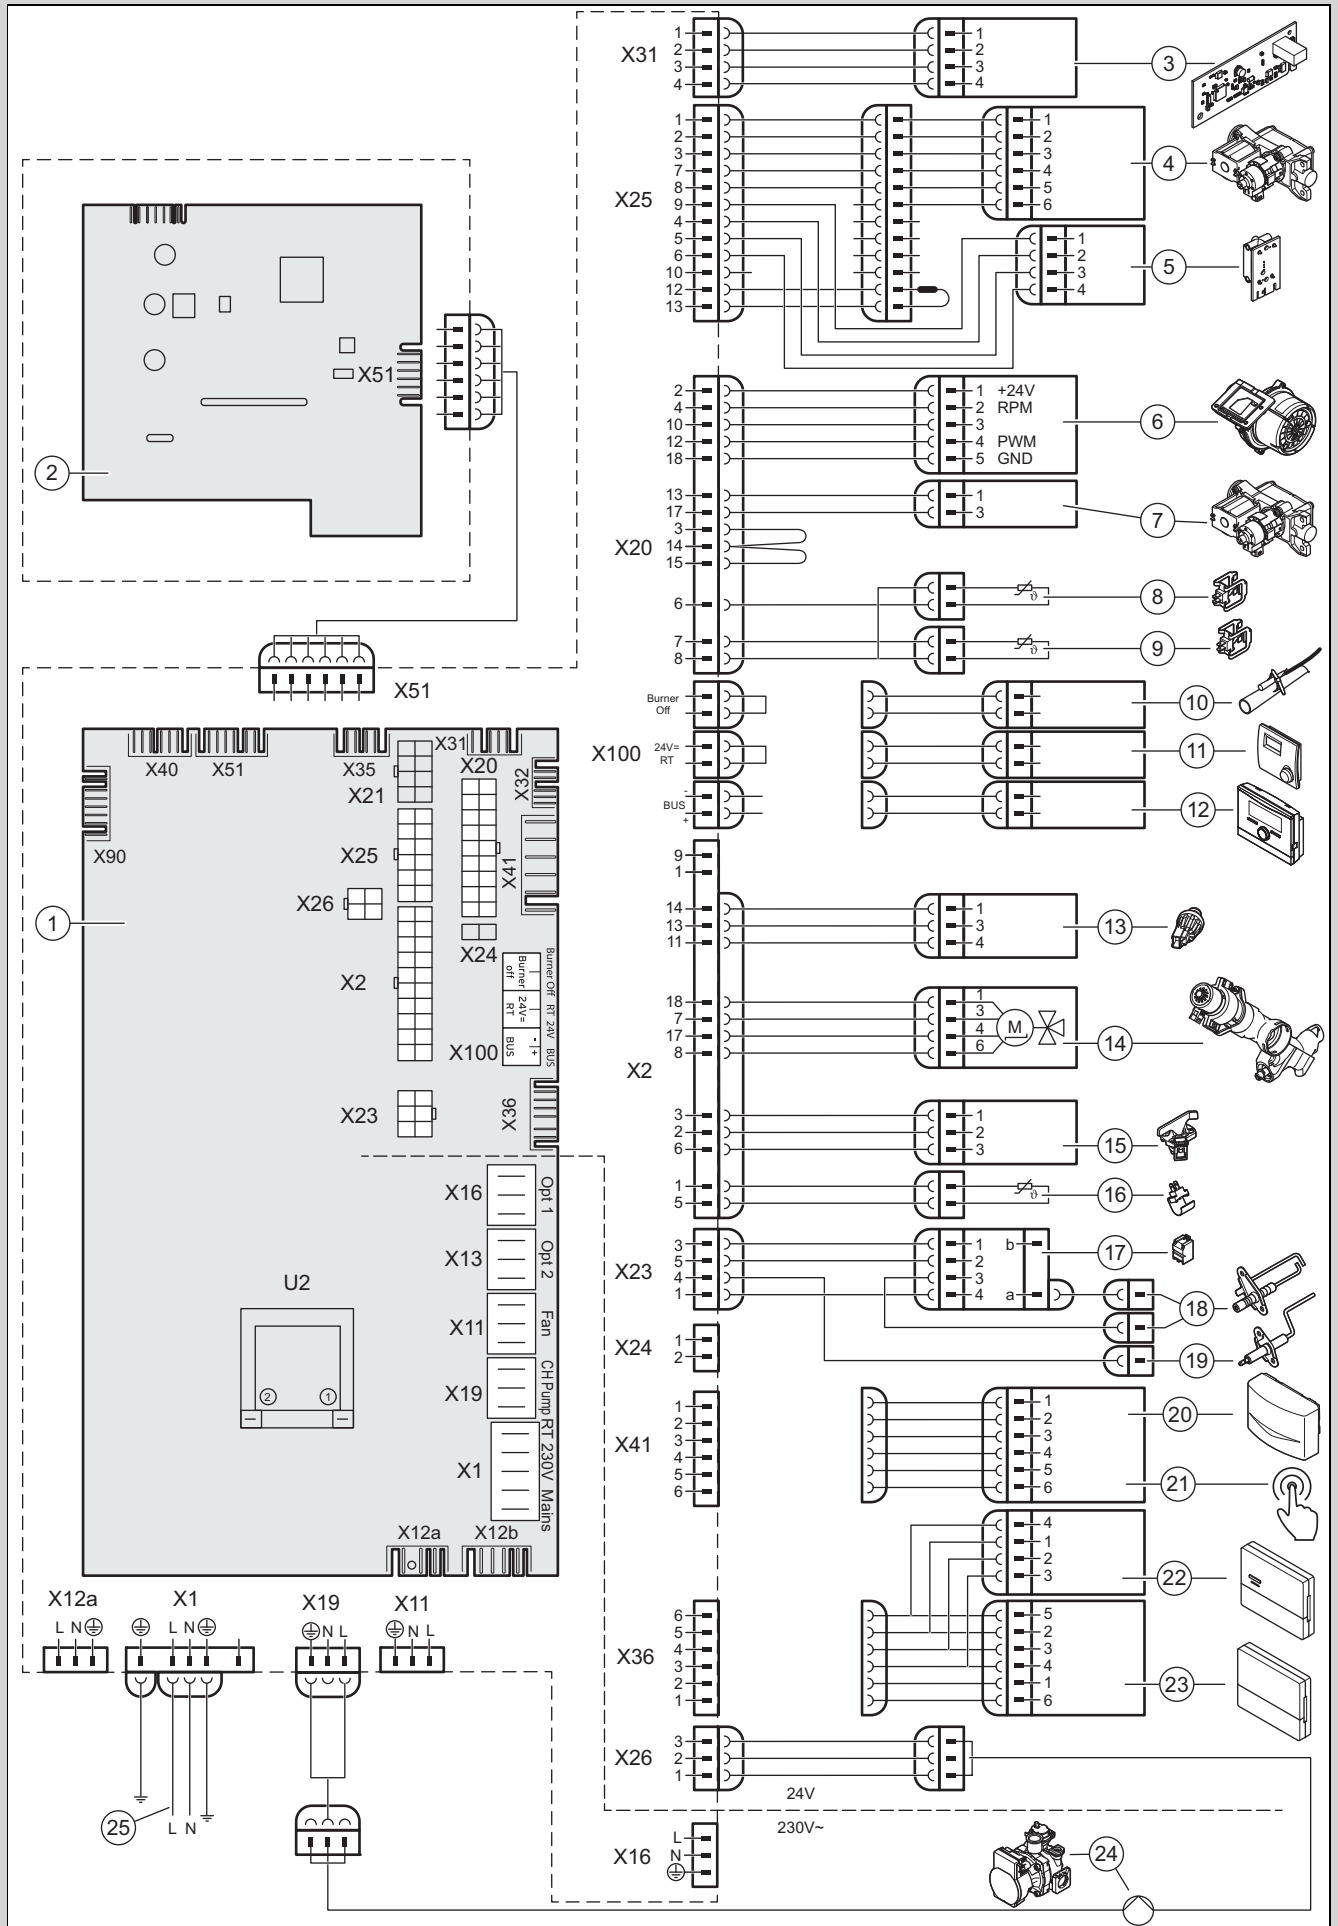 X31
1
2
3
4
1
2
3
4
3
X25
1
2
3
7
8
9
4
5
6
10
12
13
1
2
3
4
5
6
4
1
2
3
4
5
X51
2
X20
2
4
10
12
18
1 +24V
2 RPM
3
4 PWM
5 GND
6
13
17
3
14
15
1
3
7
6
ϑ
8
7
8
ϑ
9
X51
X100
Burner
Off
10
24V=
RT
11
-
BUS
+
12
X40
X51
X35
X31
X21
X20
X32
X90
X25
X41
X26
X24
X2
Burner Off RT 24V BUS
Burner
off
24V=
RT
- +
BUS
X100
X23
X36
1
X16
Opt 1
X13
Opt 2
X11
Fan
X19
CH Pump
X1
RT 230V Mains
U2
2
1
X12a
X12b
X2
9
1
14
13
11
1
3
4
13
18
7
17
8
1
3
4
6
M
14
3
2
6
1
2
3
15
1
5
ϑ
16
X23
3
5
4
1
1
2
3
4
b
a
17
18
X24
1
2
19
X41
1
2
3
4
5
6
1
2
3
4
5
6
20
21
4
1
2
3
22
X36
6
5
4
3
2
1
5
2
3
4
1
6
23
X26
3
2
1
24V
230V~
X16
L
N
24
X12a
L N
X1
L N
X19
N L
X11
N L
25
L N